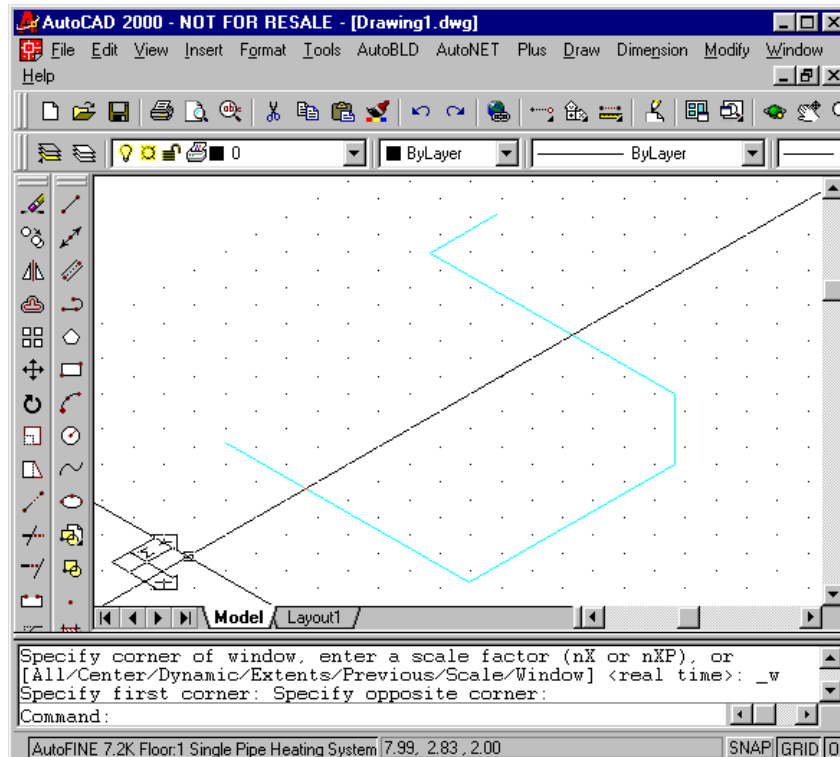 AutoCAD 2000 - NOT FOR RESALE - [Drawing1.dwg]
File Edit View Insert Format Tools AutoBLD AutoNET Plus Draw Dimension Modify Window
Help
0 ByLayer ByLayer
Model Layout1
Specify corner of window, enter a scale factor (nX or nXP), or
[All/Center/Dynamic/Extents/Previous/Scale/Window] <real time>: _w
Specify first corner: Specify opposite corner:
Command:
AutoFINE 7.2K Floor:1 Single Pipe Heating System 7.99, 2.83 , 2.00 SNAP GRID